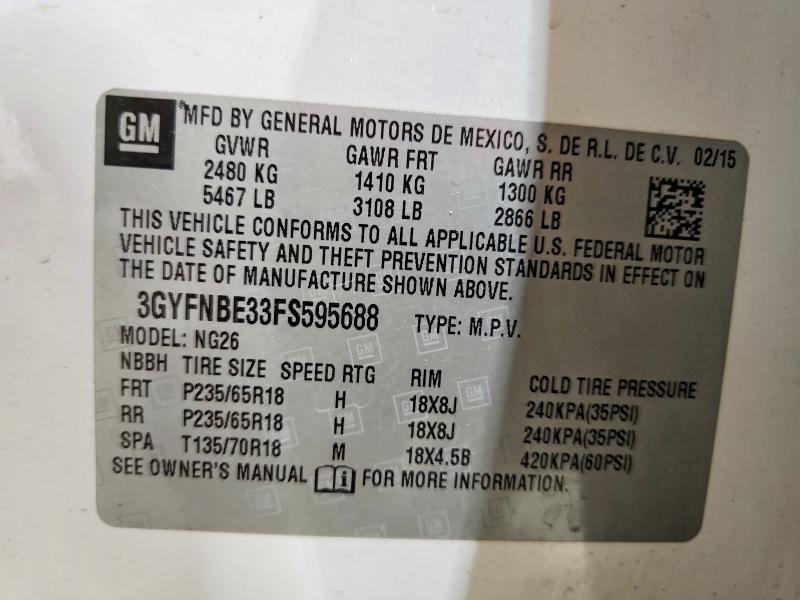 GM
®MFD BY GENERAL MOTORS DE MEXICO, S. DE R.L. DE C.V. 02/15
GVWR GAWR FRT GAWR RR
2480 KG 1410 KG 1300 KG
5467 LB 3108 LB 2866 LB
THIS VEHICLE CONFORMS TO ALL APPLICABLE U.S. FEDERAL MOTOR
VEHICLE SAFETY AND THEFT PREVENTION STANDARDS IN EFFECT ON
THE DATE OF MANUFACTURE SHOWN ABOVE.
3GYFNBE33FS595688 TYPE: M.P.V.
MODEL: NG26
NBBH TIRE SIZE SPEED RTG RIM COLD TIRE PRESSURE
FRT P235/65R18 H 18X8J 240KPA(35PSI)
RR P235/65R18 H 18X8J 240KPA(35PSI)
SPA T135/70R18 M 18X4.5B 420KPA(60PSI)
SEE OWNER'S MANUAL FOR MORE INFORMATION.